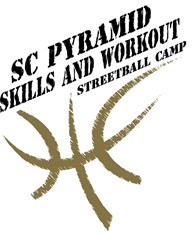 SC PYRAMID
SKILLS AND WORKOUT
STREETBALL CAMP